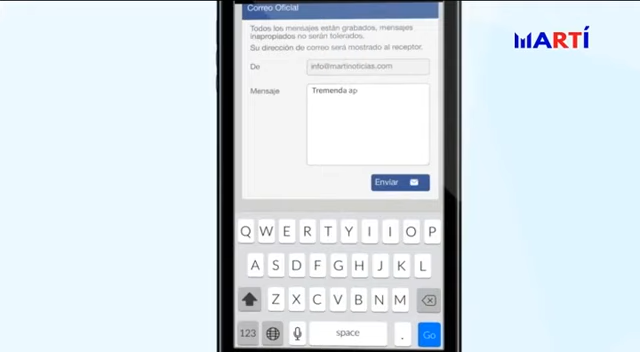 Correo Oficial
MARTÍ
Todos los mensajes están grabados, mensajes
inapropiados no serán tolerados.
Su dirección de correo será mostrado al receptor.
De
info@martinoticias.com
Mensaje
Tremenda ap
Enviar
Q W E R T Y I I O P
A S D F G H J K L
Z X C V B N M
123
space
.
Go